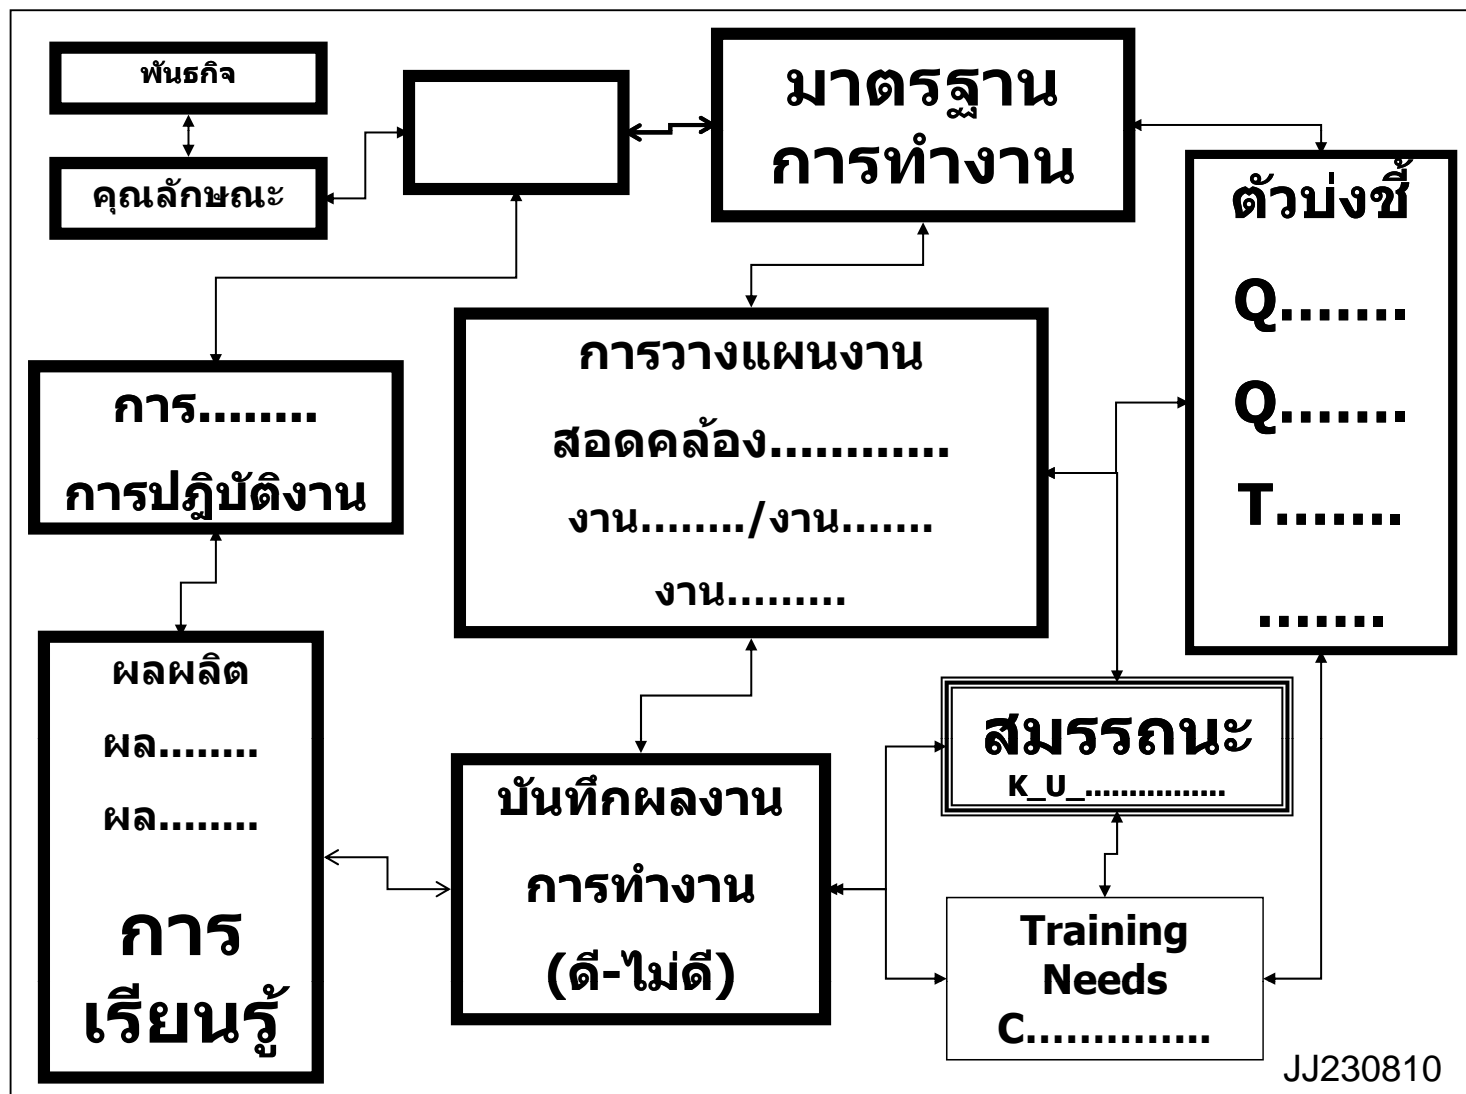 พันธกิจ
คุณลักษณะ
มาตรฐาน
การทำงาน
ตัวบ่งชี้
Q.......
Q.......
T.......
.......
การวางแผนงาน
สอดคล้อง............
งาน......../งาน.......
งาน.........
การ........
การปฎิบัติงาน
ผลผลิต
ผล........
ผล........
การ
เรียนรู้
บันทึกผลงาน
การทำงาน
(ดี-ไม่ดี)
สมรรถนะ
K_U_...............
Training
Needs
C..............
JJ230810